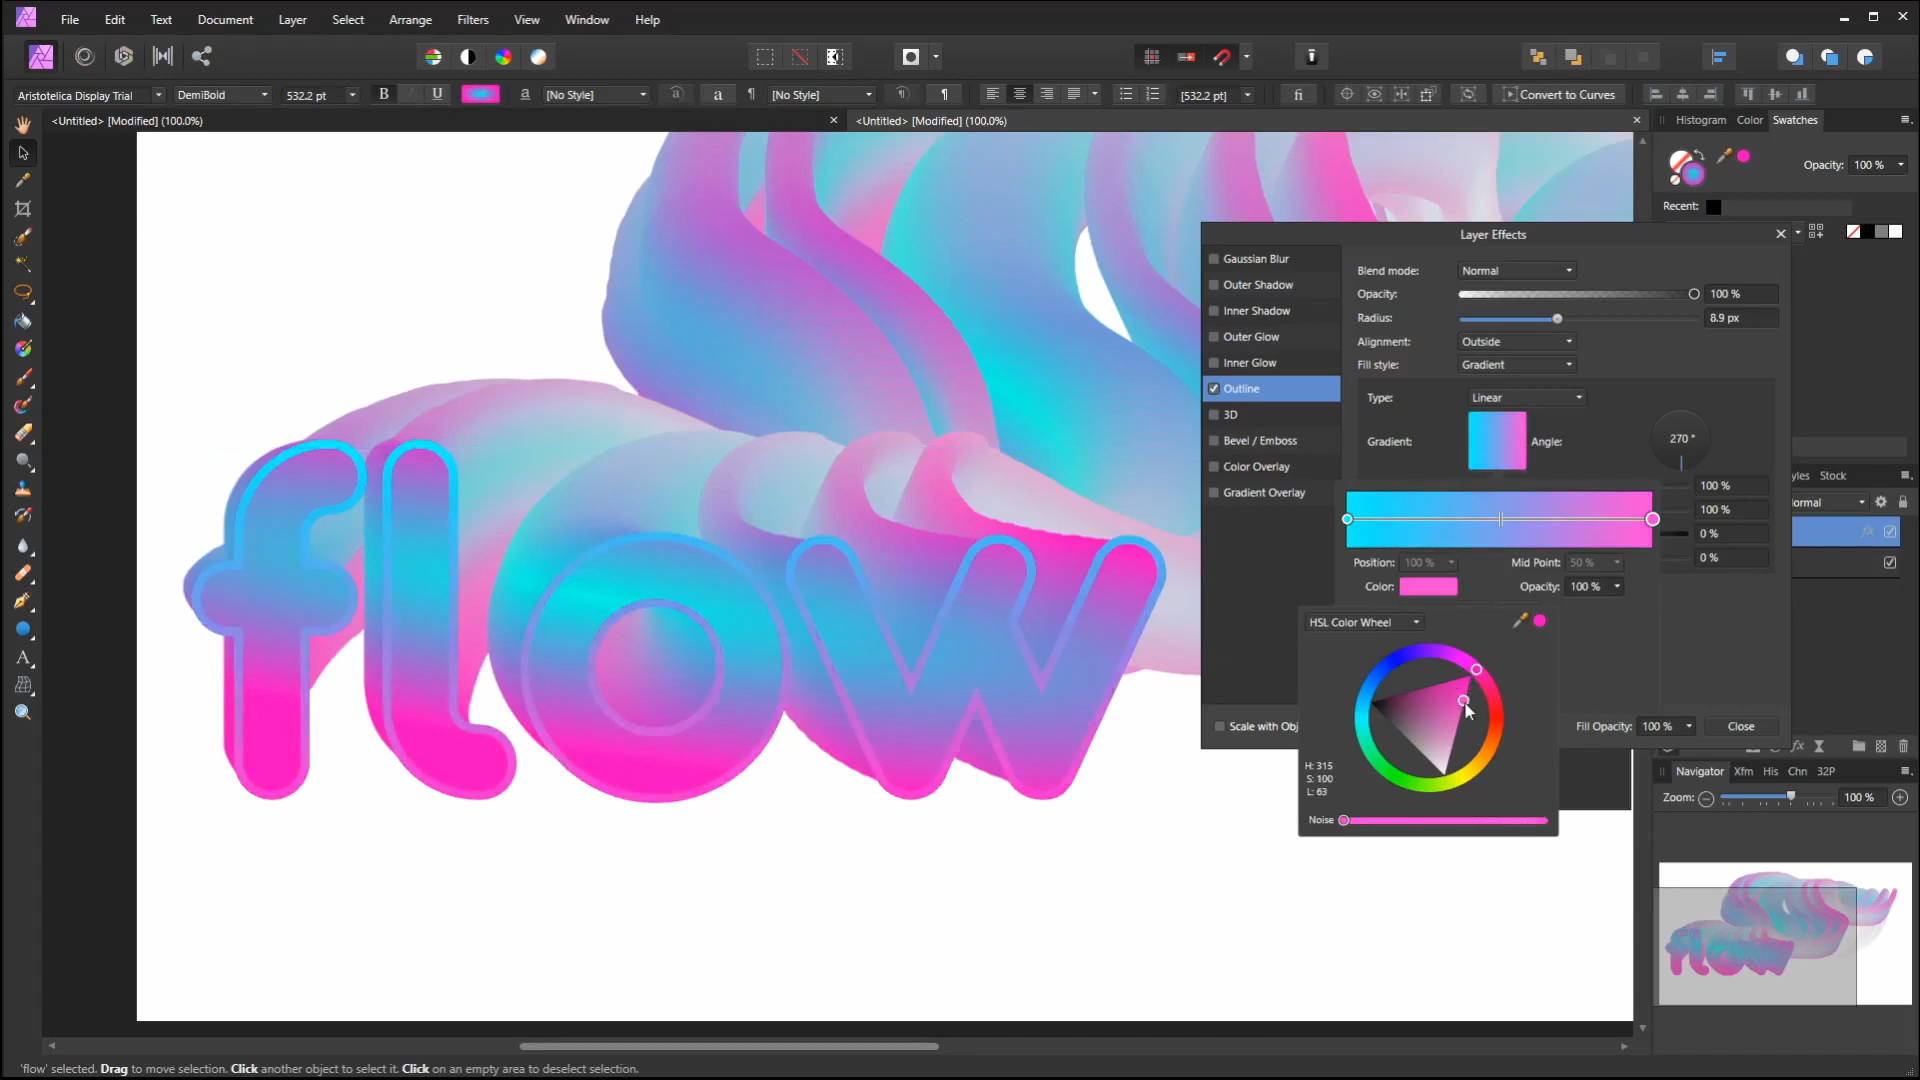 File Edit Text Document Layer Select Arrange Filters View Window Help
Aristotelica Display Trial DemiBold 532.2 pt B U a [No Style] a a ¶ [No Style] ¶ [532.2 pt] fi Convert to Curves
<Untitled> [Modified] (100.0%)
<Untitled> [Modified] (100.0%)
Histogram Color Swatches
Opacity: 100 %
Recent:
Layer Effects
Gaussian Blur
Outer Shadow
Inner Shadow
Outer Glow
Inner Glow
Outline
3D
Bevel / Emboss
Color Overlay
Gradient Overlay
Blend mode: Normal
Opacity: 100 %
Radius: 8.9 px
Alignment: Outside
Fill style: Gradient
Type: Linear
Gradient: Angle: 270 °
100 %
100 %
0 %
0 %
Position: 100 % Mid Point: 50 %
Color: Opacity: 100 %
HSL Color Wheel
H: 315
S: 100
L: 63
Noise
Scale with Obj
Fill Opacity: 100 % Close
yles Stock
ormal
fx
fx
Navigator Xfm His Chn 32P
Zoom: 100 %
flow
flow
'flow' selected. Drag to move selection. Click another object to select it. Click on an empty area to deselect selection.